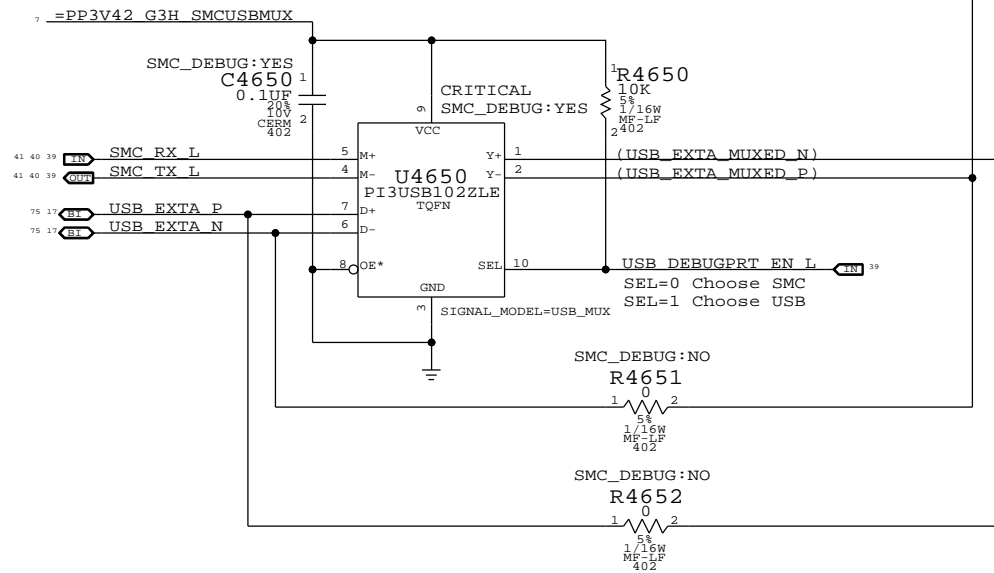 7 =PP3V42_G3H_SMCUSBMUX
SMC_DEBUG:YES
C4650 1
0.1UF
20%
10V
CERM 2
402
CRITICAL
SMC_DEBUG:YES
1 R4650
10K
5%
1/16W
MF-LF
2 402
9
VCC
41 40 39 IN SMC_RX_L 5 M+
41 40 39 OUT SMC_TX_L 4 M-
U4650
PI3USB102ZLE
TQFN
Y+ 1 (USB_EXTA_MUXED_N)
Y- 2 (USB_EXTA_MUXED_P)
75 17 BI USB_EXTA_P 7 D+
75 17 BI USB_EXTA_N 6 D-
8 OE*
SEL 10 USB_DEBUGPRT_EN_L IN 39
SEL=0 Choose SMC
SEL=1 Choose USB
GND
3
SIGNAL_MODEL=USB_MUX
SMC_DEBUG:NO
R4651
1 0 2
5%
1/16W
MF-LF
402
SMC_DEBUG:NO
R4652
1 0 2
5%
1/16W
MF-LF
402